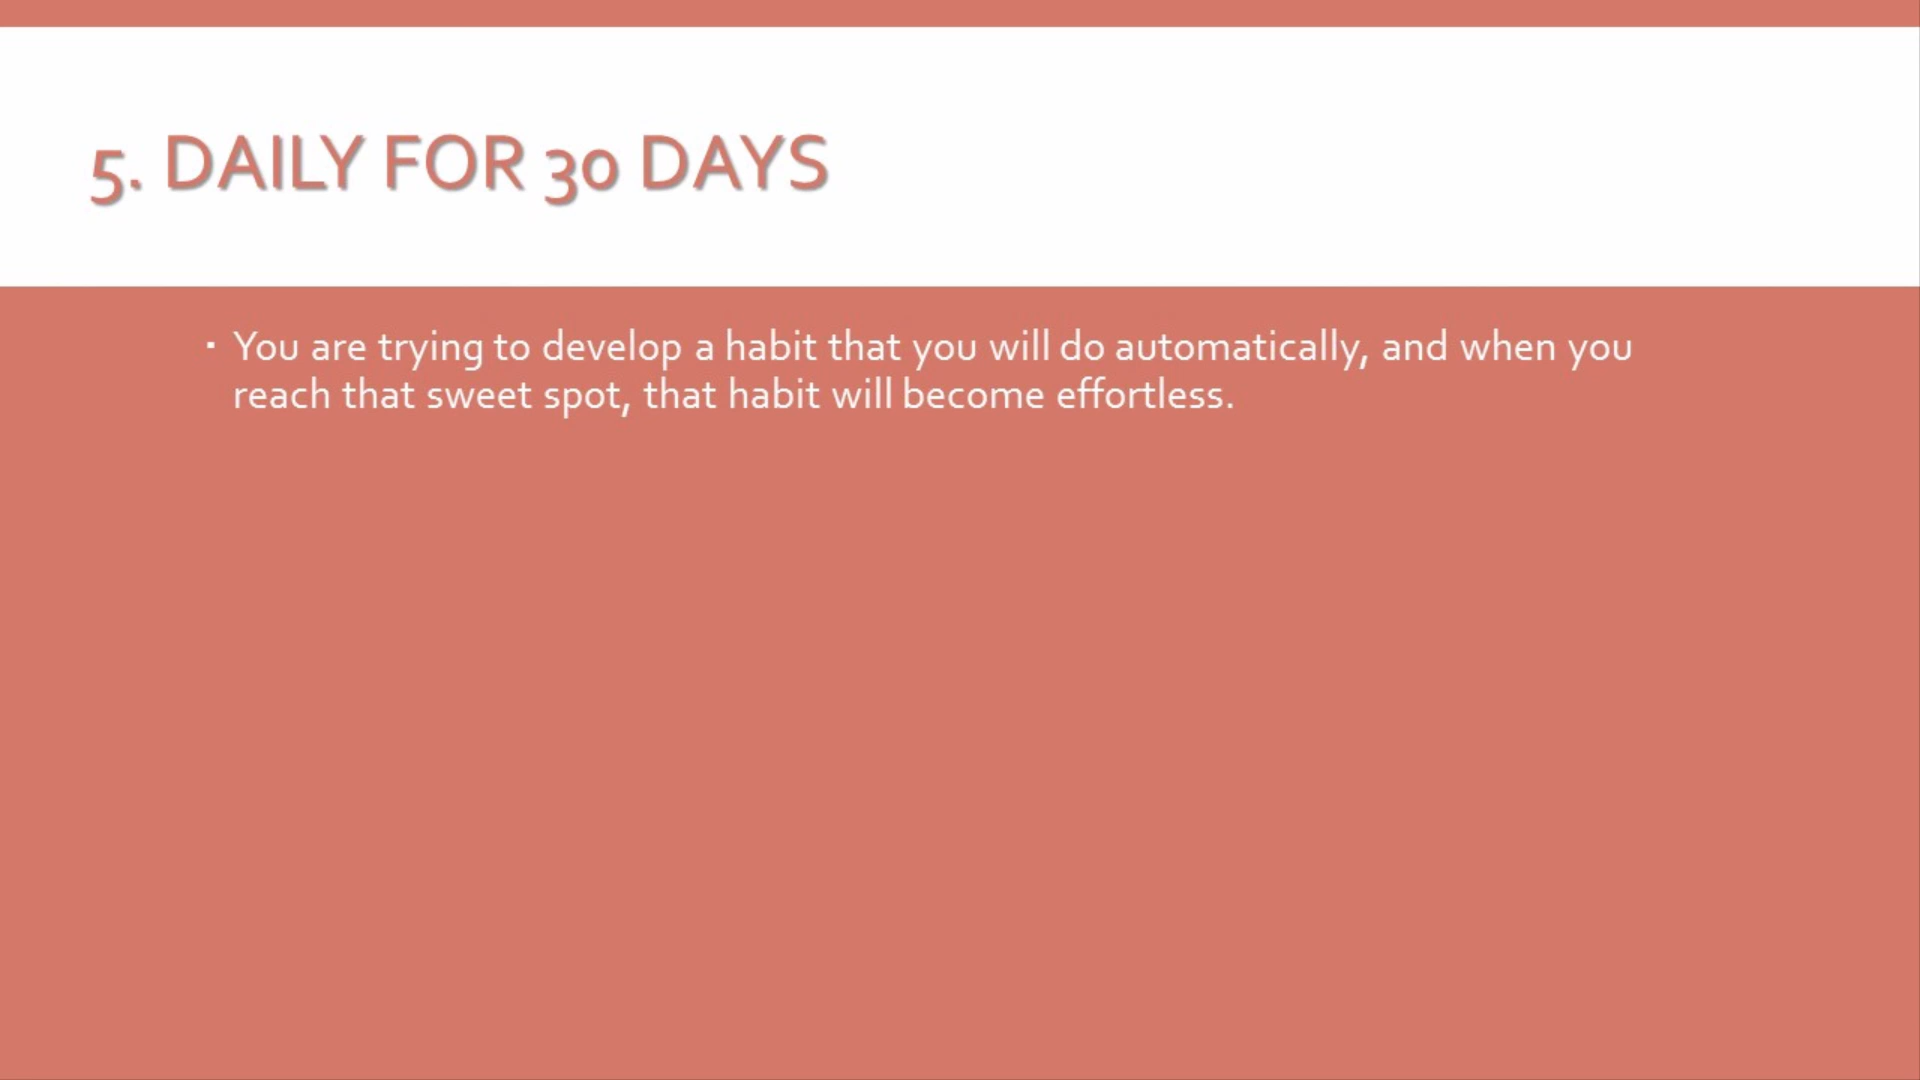 5. DAILY FOR 30 DAYS
▪ You are trying to develop a habit that you will do automatically, and when you
reach that sweet spot, that habit will become effortless.